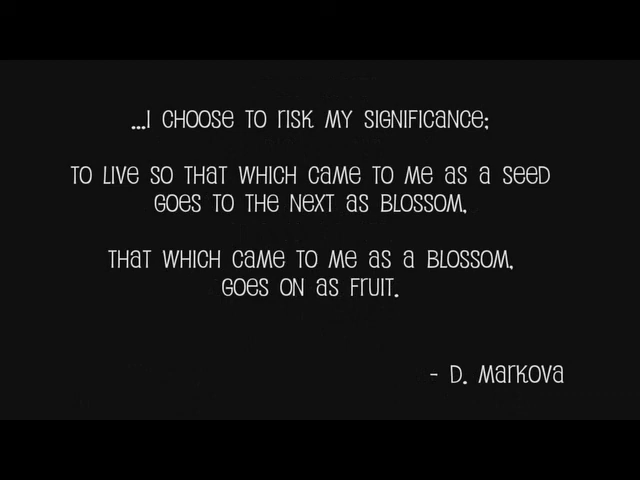 ...I CHOOSE TO RISK MY SIGNIFICANCE;
TO LIVE SO THAT WHICH CAME TO ME AS A SEED
GOES TO THE NEXT AS BLOSSOM,
THAT WHICH CAME TO ME AS A BLOSSOM,
GOES ON AS FRUIT.
- D. MARKOVA